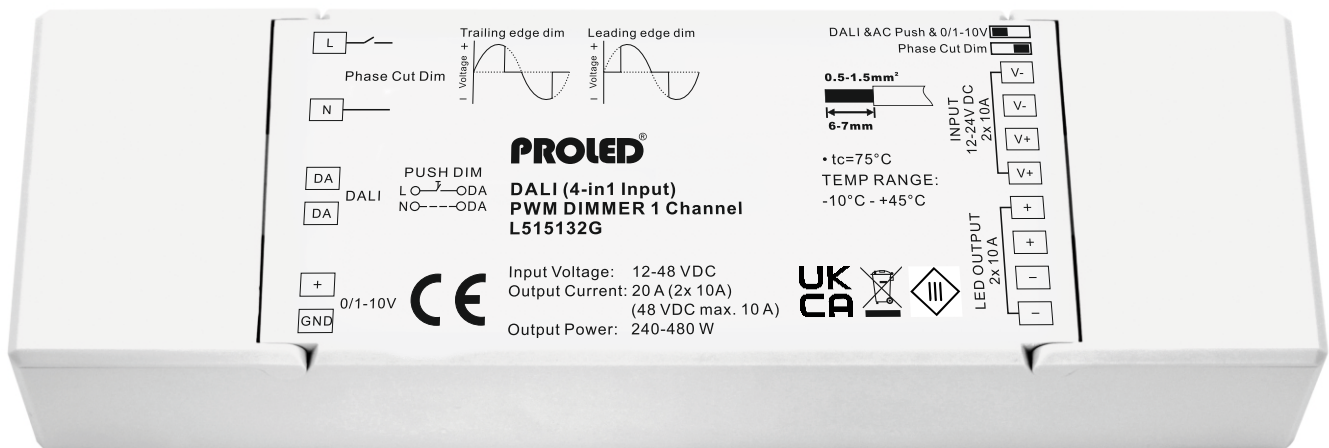 L
Phase Cut Dim
N
Trailing edge dim
Voltage
+
−
Leading edge dim
Voltage
+
−
DALI &AC Push & 0/1-10V
Phase Cut Dim
0.5-1.5mm²
6-7mm
V-
V-
V+
V+
INPUT
12-24V DC
2x 10A
DA
DA
DALI
PUSH DIM
L DA
N DA
PROLED®
DALI (4-in1 Input)
PWM DIMMER 1 Channel
L515132G
• tc=75°C
TEMP RANGE:
-10°C - +45°C
+
+
−
−
LED OUTPUT
2x 10 A
+
GND
0/1-10V
CE
Input Voltage: 12-48 VDC
Output Current: 20 A (2x 10A)
(48 VDC max. 10 A)
Output Power: 240-480 W
UK
CA
III